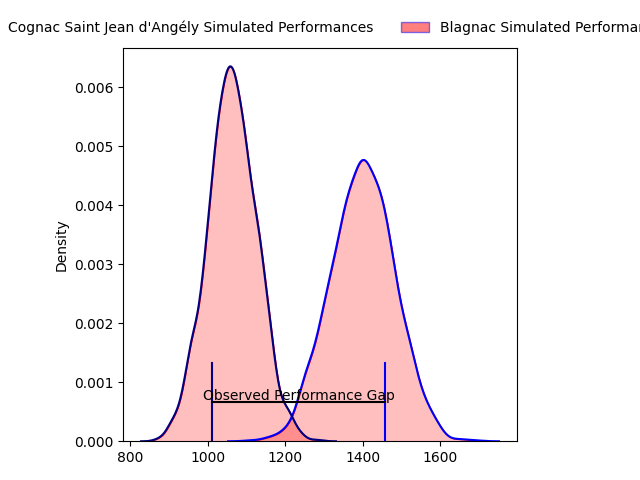 Cognac Saint Jean d'Angély Simulated Performances
Blagnac Simulated Performa
0.006
0.005
0.004
0.003
0.002
0.001
0.000
Density
Observed Performance Gap
800 1000 1200 1400 1600